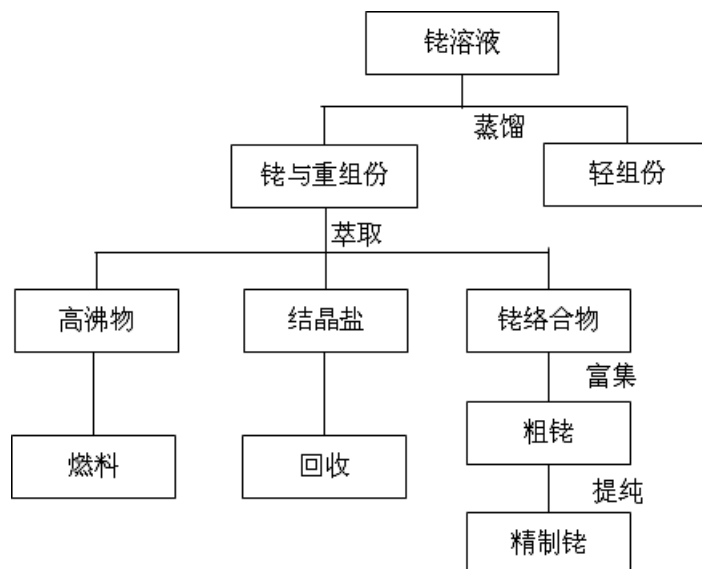 铑溶液
蒸馏
铑与重组份
轻组份
萃取
高沸物
结晶盐
铑络合物
富集
粗铑
燃料
回收
提纯
精制铑